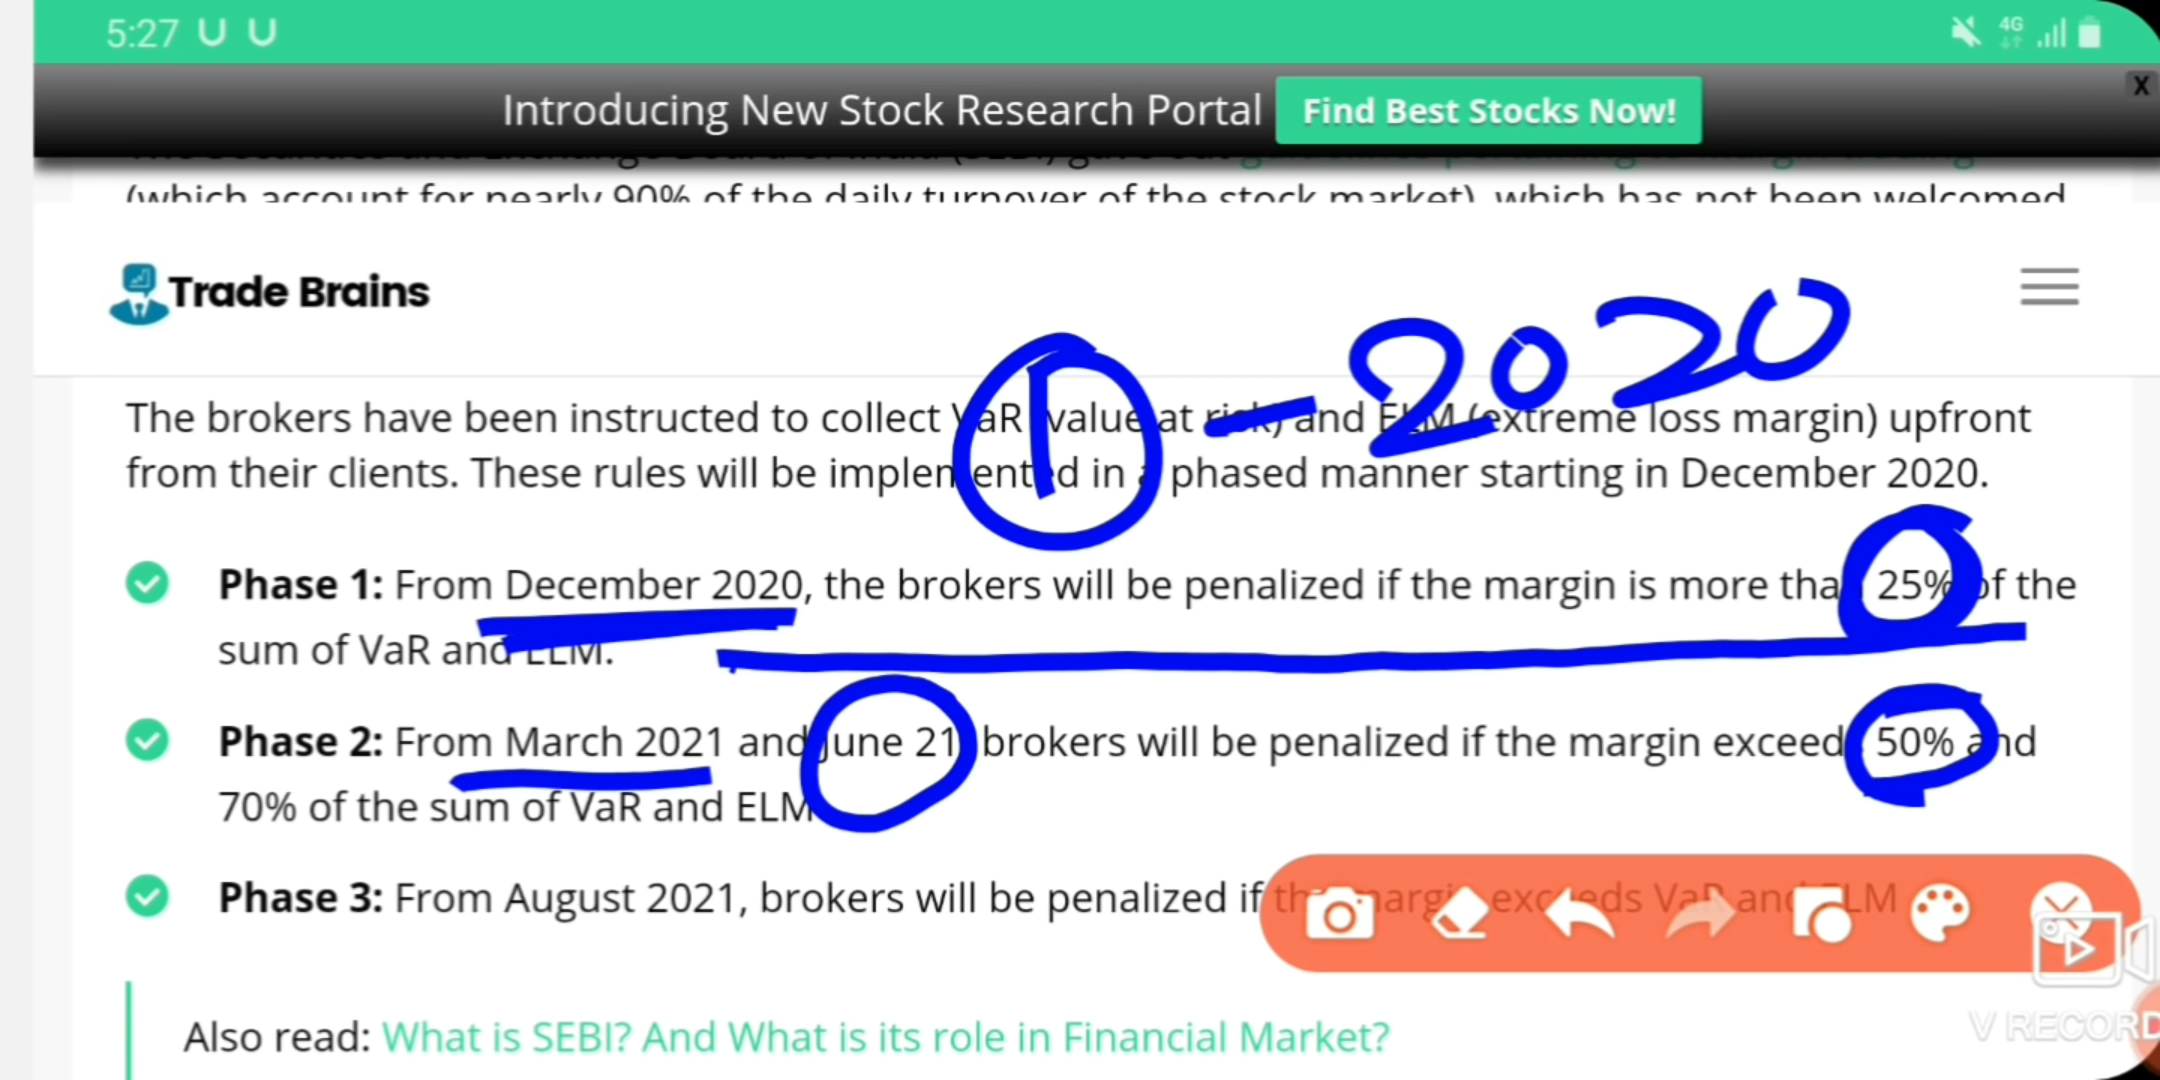 5:27
4G
Introducing New Stock Research Portal Find Best Stocks Now!
X
(which account for nearly 90% of the daily turnover of the stock market), which has not been welcomed
Trade Brains
1 - 2020
The brokers have been instructed to collect VaR (value at risk) and ELM (extreme loss margin) upfront
from their clients. These rules will be implemented in a phased manner starting in December 2020.
Phase 1: From December 2020, the brokers will be penalized if the margin is more than 25% of the
sum of VaR and ELM.
Phase 2: From March 2021 and June 21, brokers will be penalized if the margin exceeds 50% and
70% of the sum of VaR and ELM
Phase 3: From August 2021, brokers will be penalized if the margin exceeds VaR and ELM
Also read: What is SEBI? And What is its role in Financial Market?
V RECORD